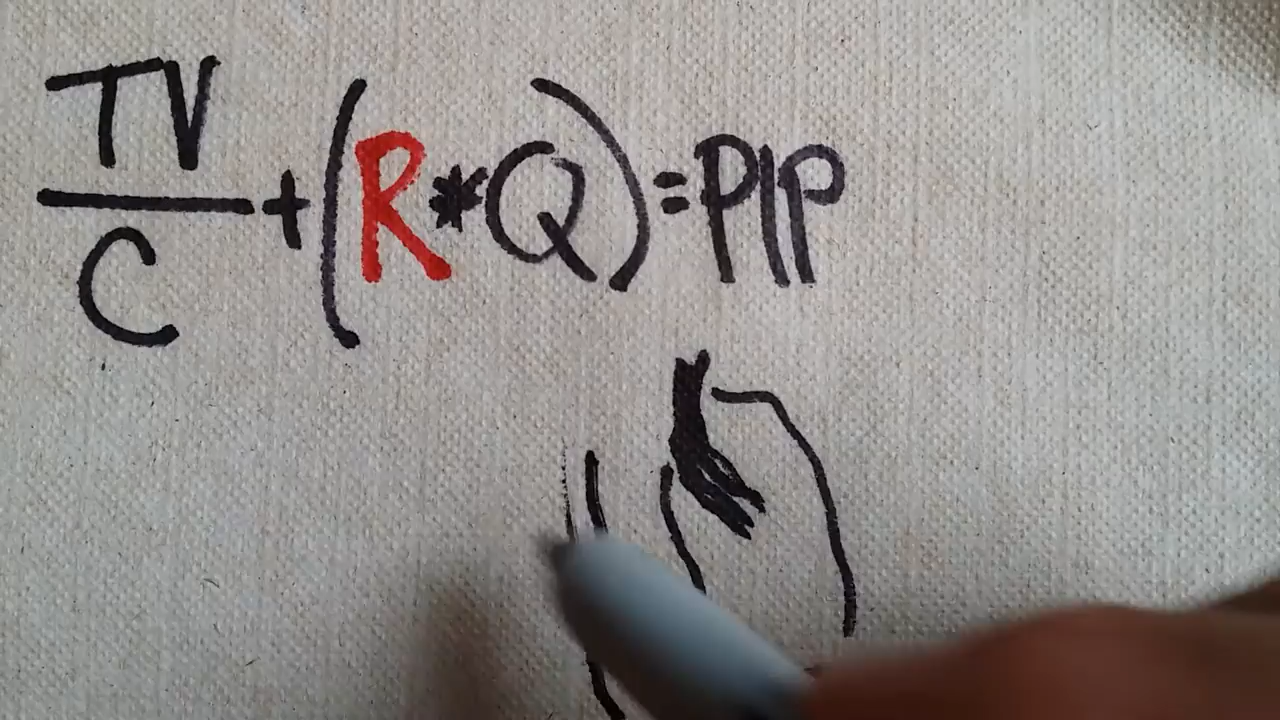 TV
C + (R*Q) = PIP